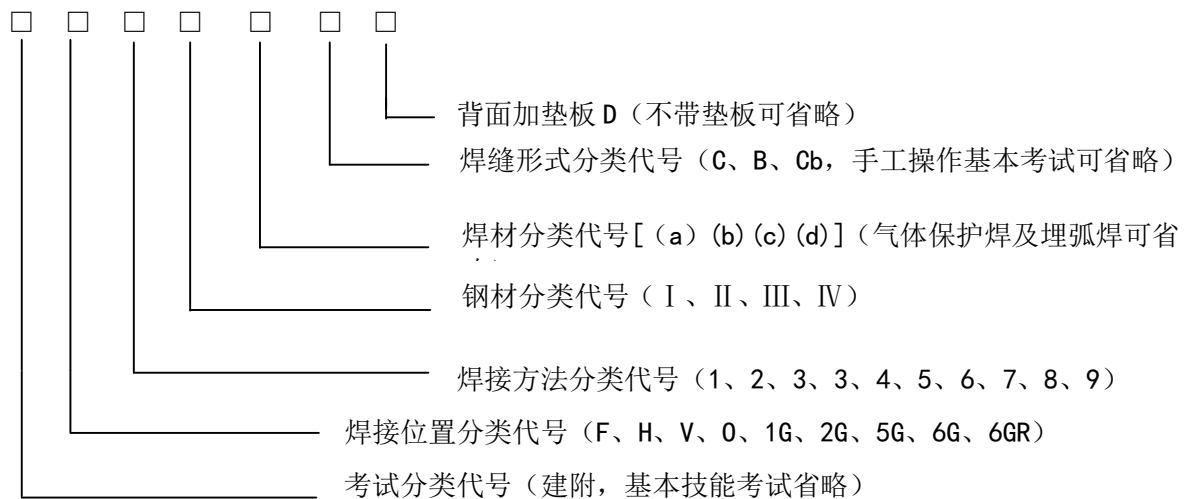 □ □ □ □ □ □ □
背面加垫板 D（不带垫板可省略）
焊缝形式分类代号（C、B、Cb，手工操作基本考试可省略）
焊材分类代号[（a）(b)(c)(d)]（气体保护焊及埋弧焊可省
钢材分类代号（Ⅰ、Ⅱ、Ⅲ、Ⅳ）
焊接方法分类代号（1、2、3、3、4、5、6、7、8、9）
焊接位置分类代号（F、H、V、O、1G、2G、5G、6G、6GR）
考试分类代号（建附，基本技能考试省略）